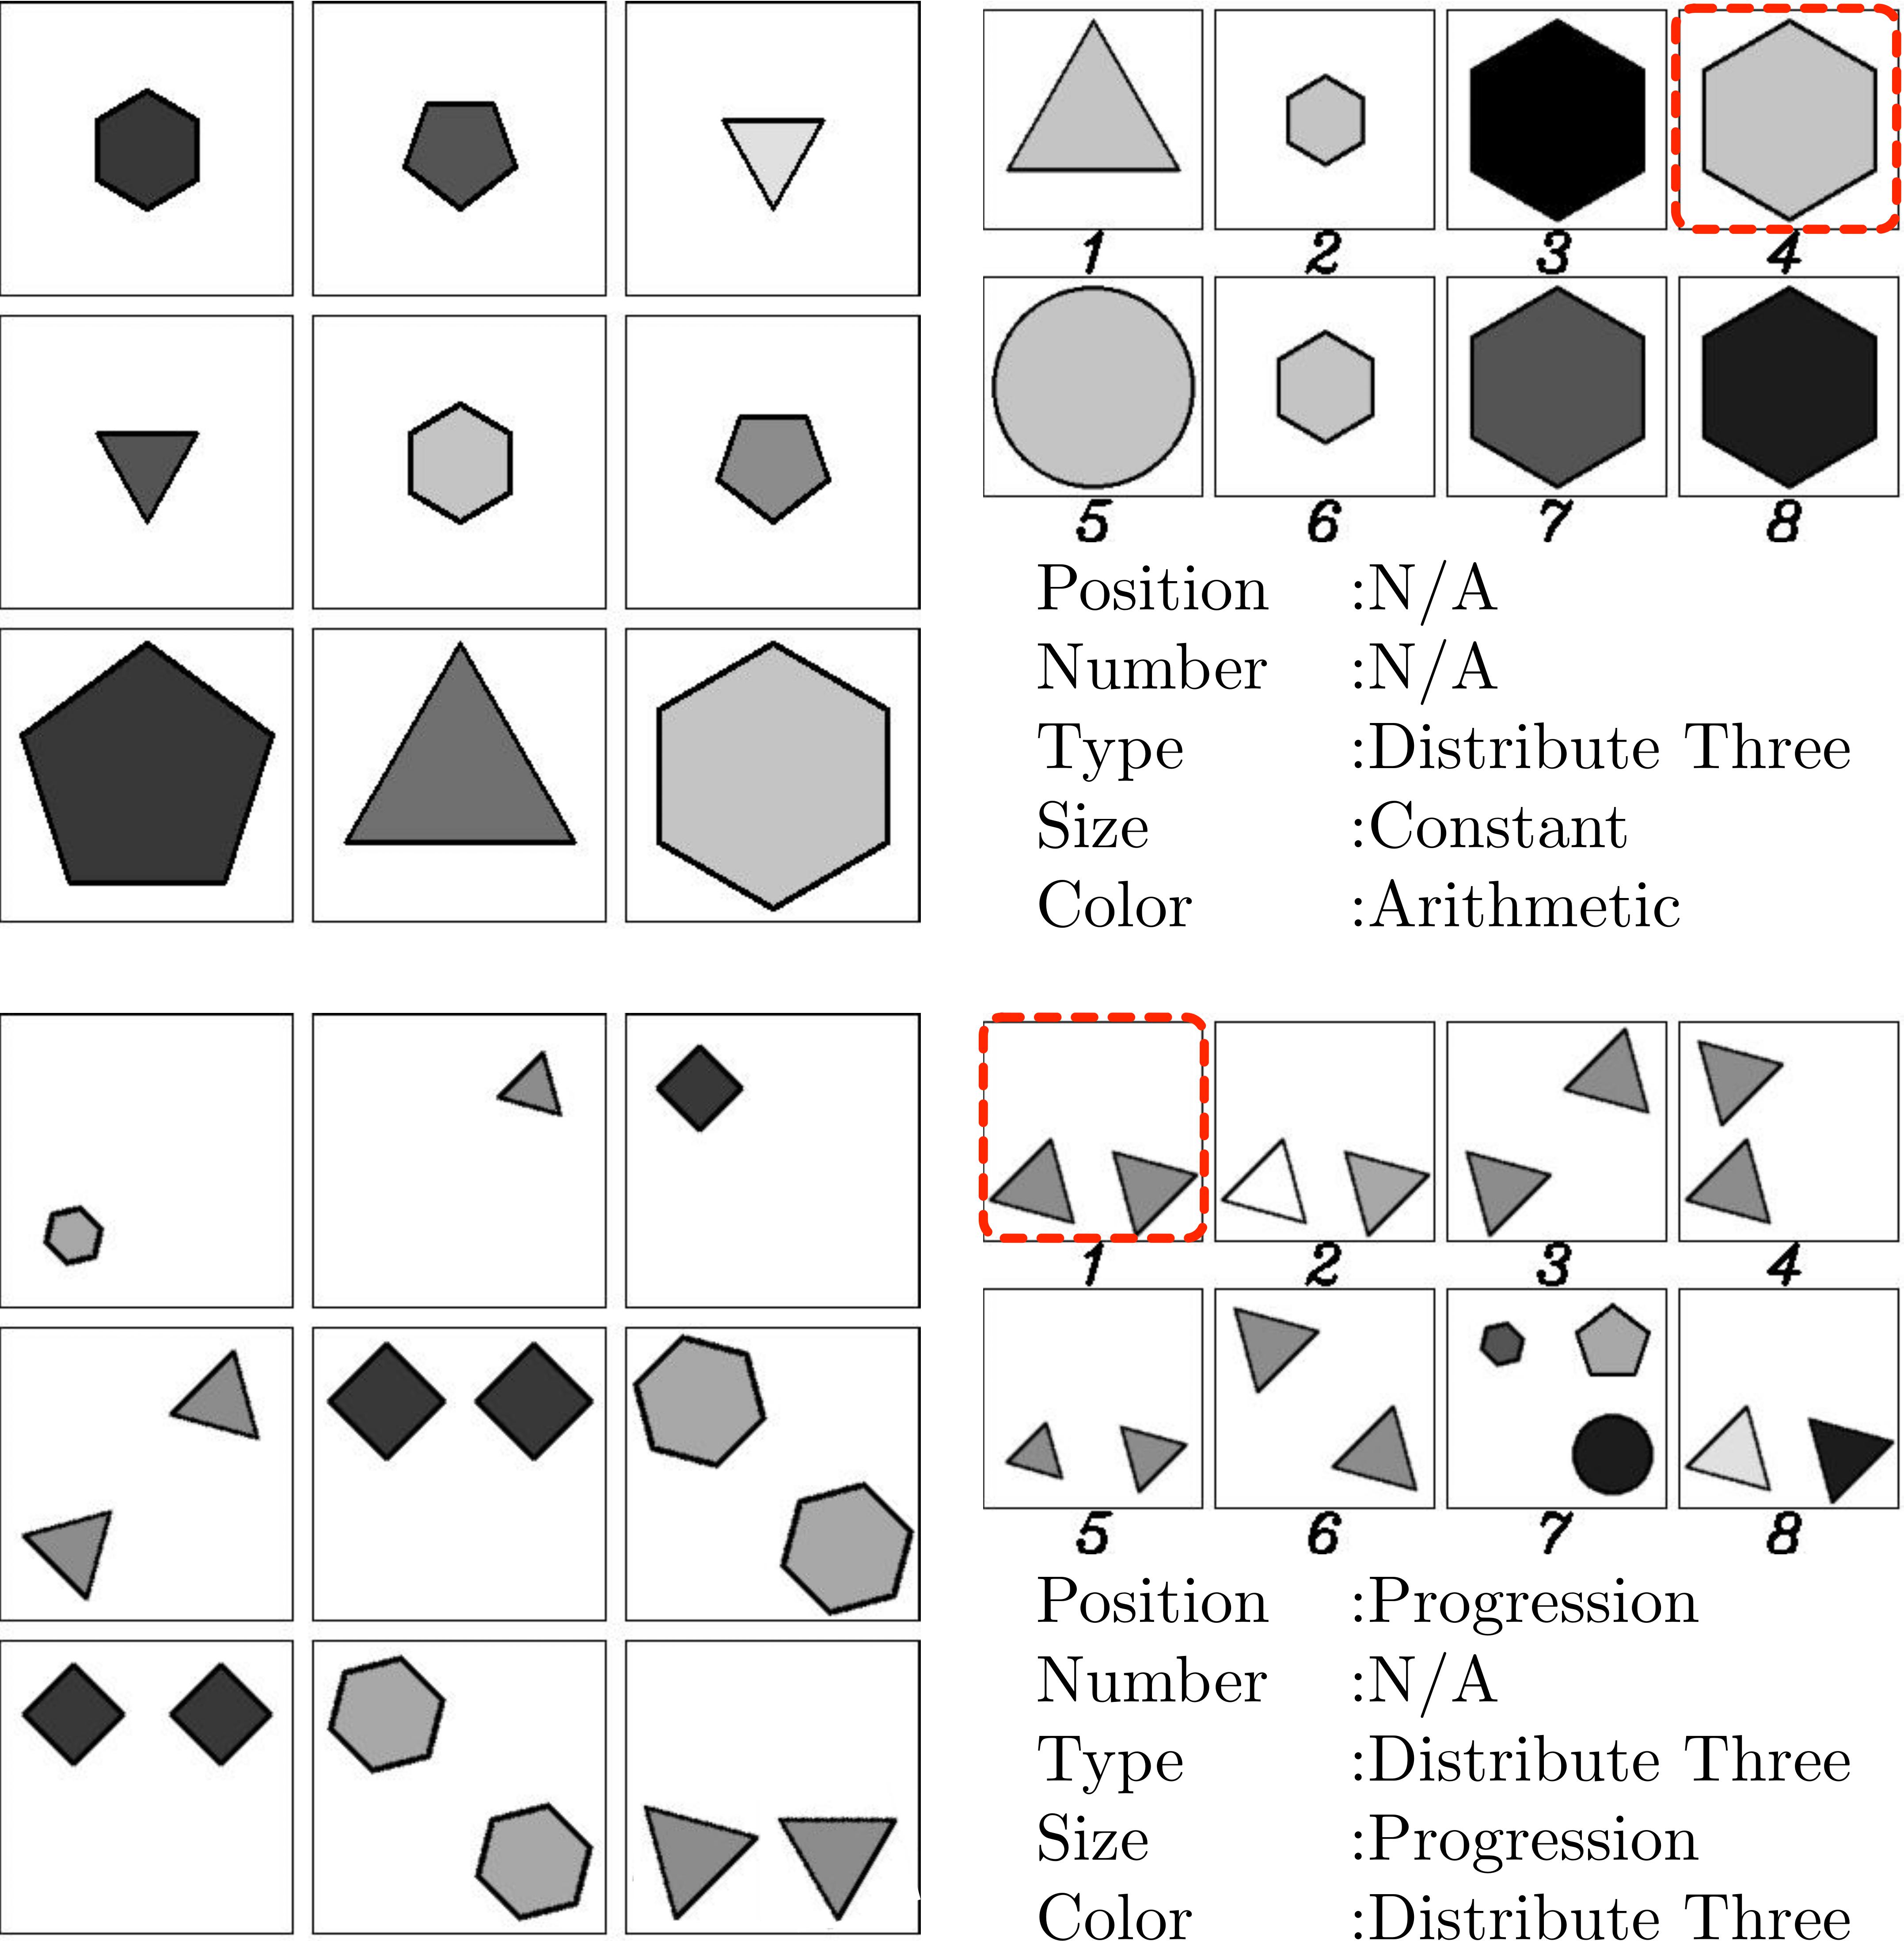 1 2 3 4
5 6 7 8
Position :N/A
Number :N/A
Type :Distribute Three
Size :Constant
Color :Arithmetic
1 2 3 4
5 6 7 8
Position :Progression
Number :N/A
Type :Distribute Three
Size :Progression
Color :Distribute Three